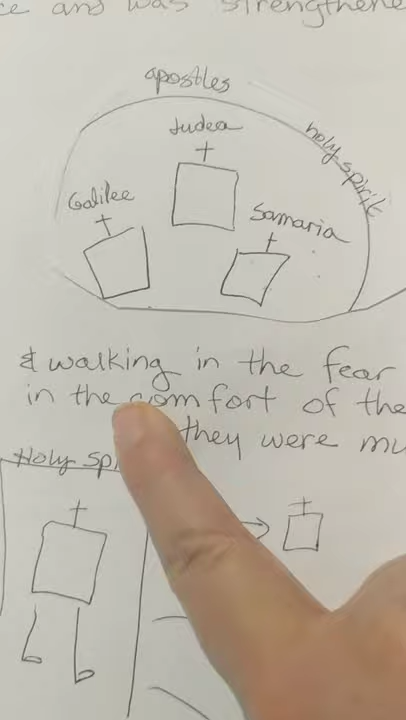 ce and was strengthene
apostles
Judea
holy spirit
Galilee
Samaria
& walking in the fear
in the comfort of the
they were mu
Holy sp